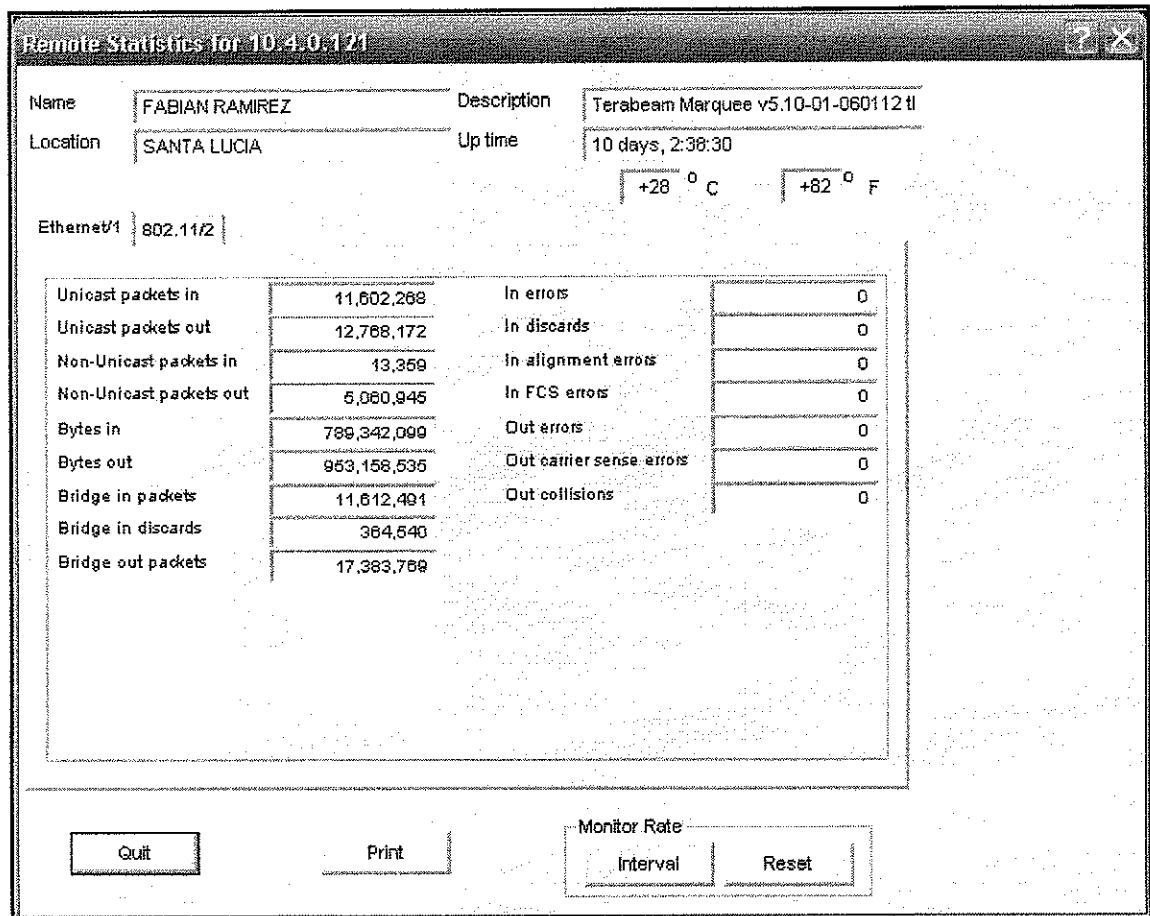 Remote Statistics for 10.4.0.121
Name FABIAN RAMIREZ Description Terabeam Marquee v5.10-01-060112 tl
Location SANTA LUCIA Up time 10 days, 2:38:30
+28 ° C +82 ° F
Ethernet/1 802.11/2
Unicast packets in 11,602,268 In errors 0
Unicast packets out 12,768,172 In discards 0
Non-Unicast packets in 13,359 In alignment errors 0
Non-Unicast packets out 5,060,945 In FCS errors 0
Bytes in 789,342,099 Out errors 0
Bytes out 953,158,535 Out carrier sense errors 0
Bridge in packets 11,612,491 Out collisions 0
Bridge in discards 364,540
Bridge out packets 17,383,769
Monitor Rate
Quit Print Interval Reset